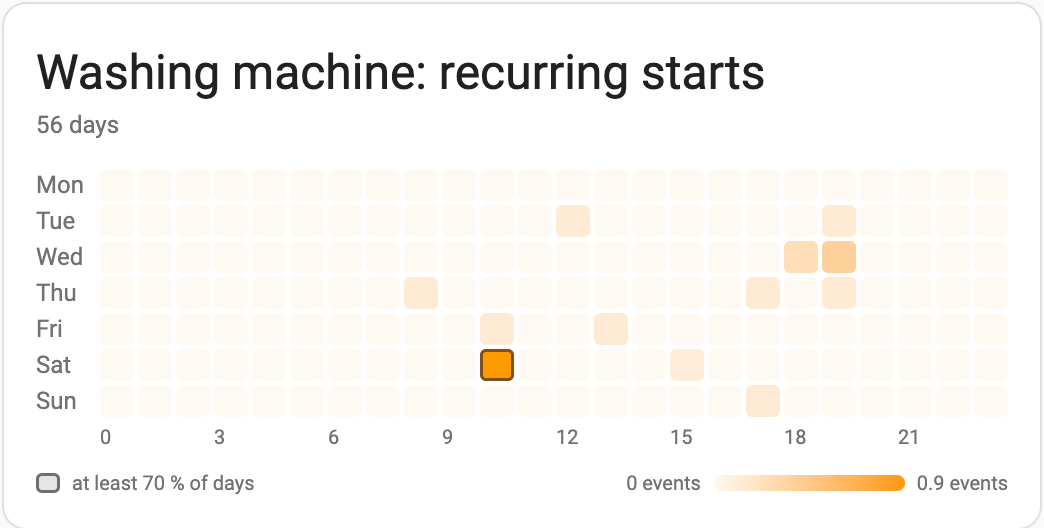 Washing machine: recurring starts
56 days
Mon
Tue
Wed
Thu
Fri
Sat
Sun
0 3 6 9 12 15 18 21
at least 70 % of days 0 events 0.9 events